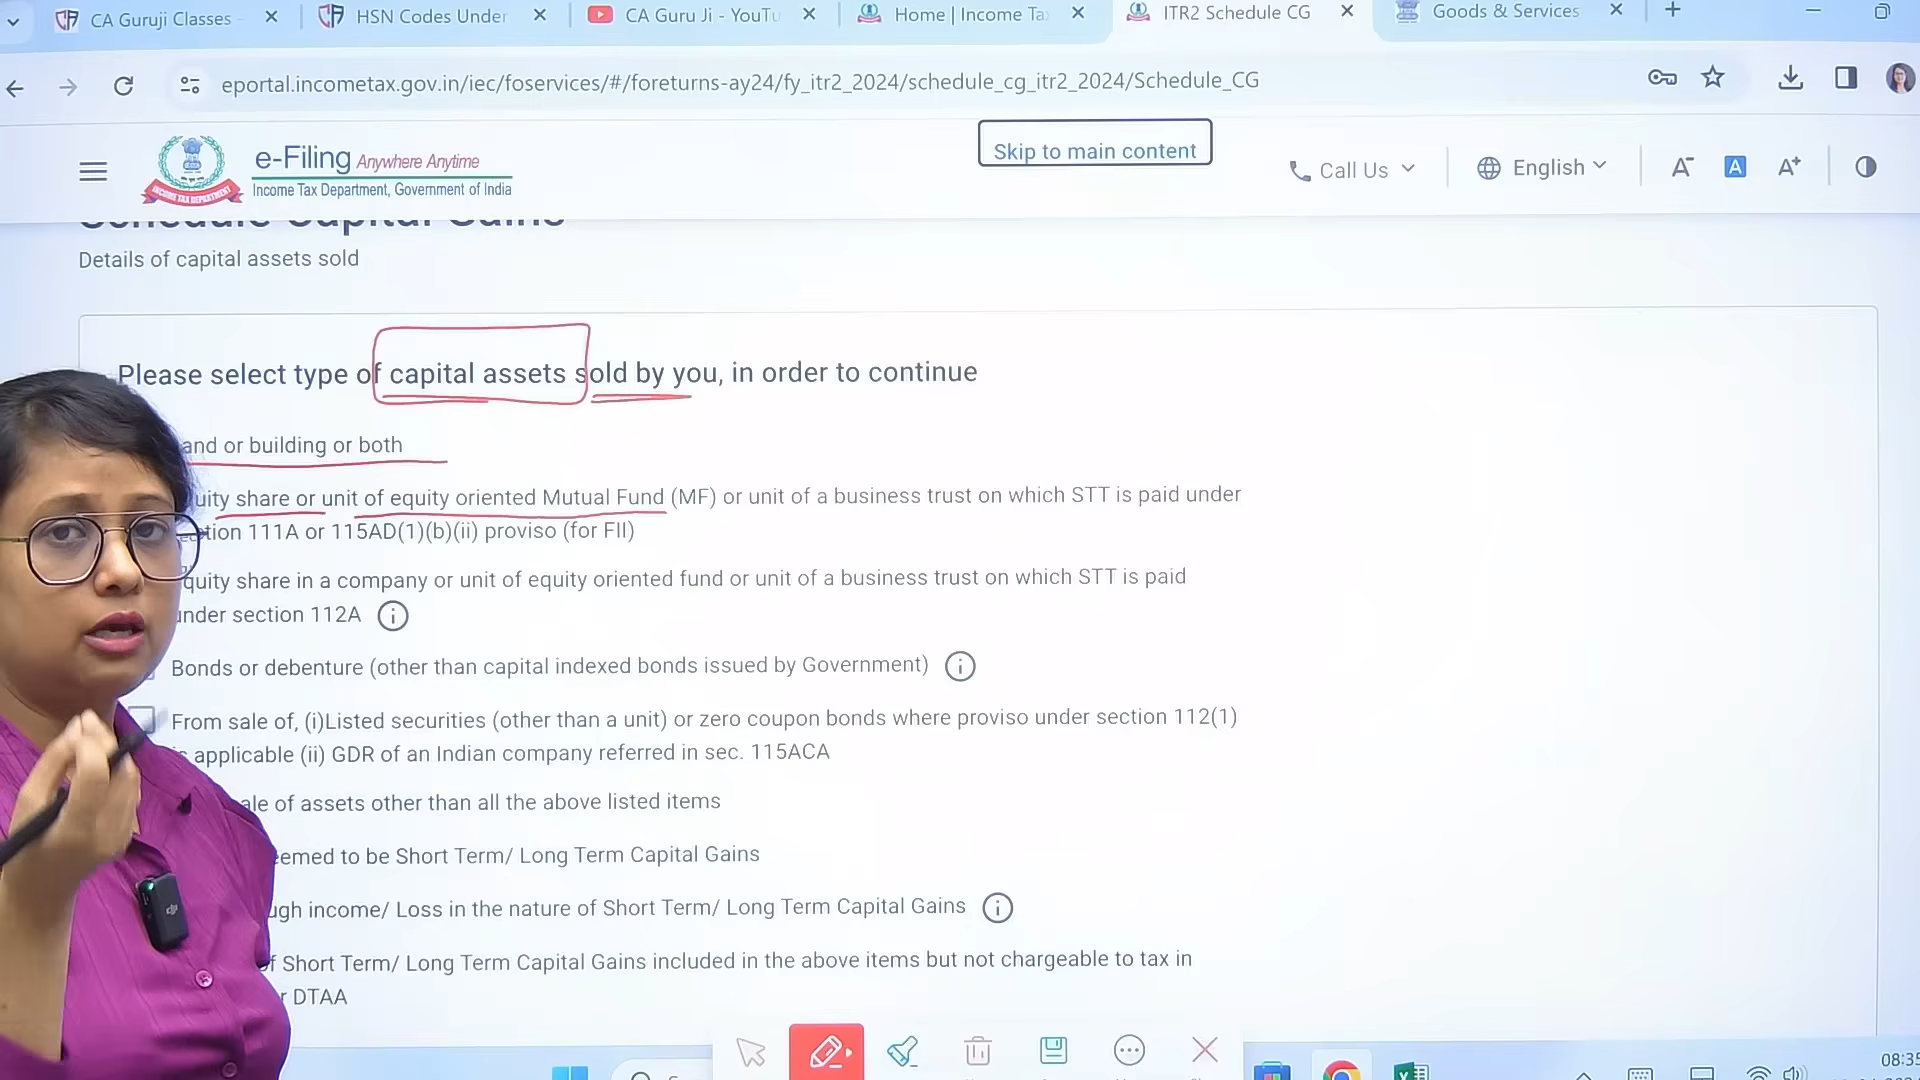 CA Guruji Classes
HSN Codes Under
CA Guru Ji - YouTu
Home | Income Ta
ITR2 Schedule CG
Goods & Services
eportal.incometax.gov.in/iec/foservices/#/foreturns-ay24/fy_itr2_2024/schedule_cg_itr2_2024/Schedule_CG
e-Filing Anywhere Anytime
Income Tax Department, Government of India
INCOME TAX DEPARTMENT
Skip to main content
Call Us
English
A-
A
A+
Schedule Capital Gains
Details of capital assets sold
Please select type of capital assets sold by you, in order to continue
and or building or both
uity share or unit of equity oriented Mutual Fund (MF) or unit of a business trust on which STT is paid under
ction 111A or 115AD(1)(b)(ii) proviso (for FII)
quity share in a company or unit of equity oriented fund or unit of a business trust on which STT is paid
under section 112A
Bonds or debenture (other than capital indexed bonds issued by Government)
From sale of, (i)Listed securities (other than a unit) or zero coupon bonds where proviso under section 112(1)
applicable (ii) GDR of an Indian company referred in sec. 115ACA
ale of assets other than all the above listed items
eemed to be Short Term/ Long Term Capital Gains
ugh income/ Loss in the nature of Short Term/ Long Term Capital Gains
of Short Term/ Long Term Capital Gains included in the above items but not chargeable to tax in
r DTAA
dji
08:35